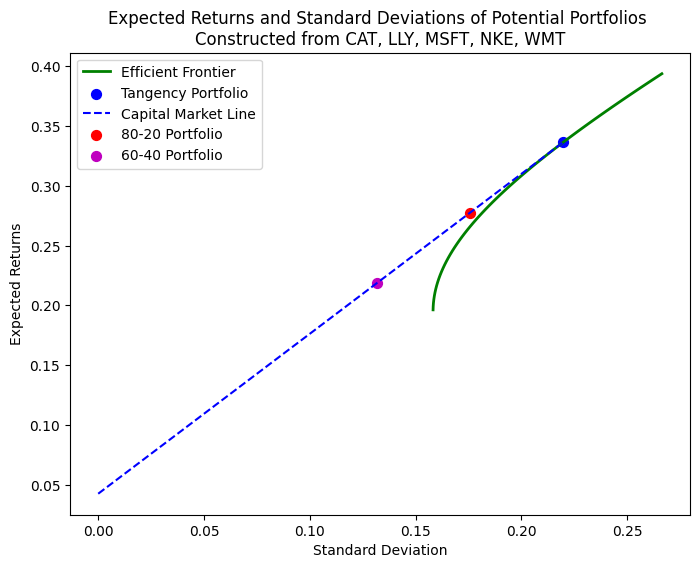 Expected Returns and Standard Deviations of Potential Portfolios
Constructed from CAT, LLY, MSFT, NKE, WMT
Efficient Frontier
Tangency Portfolio
Capital Market Line
80-20 Portfolio
60-40 Portfolio
Expected Returns
0.40
0.35
0.30
0.25
0.20
0.15
0.10
0.05
0.00 0.05 0.10 0.15 0.20 0.25
Standard Deviation